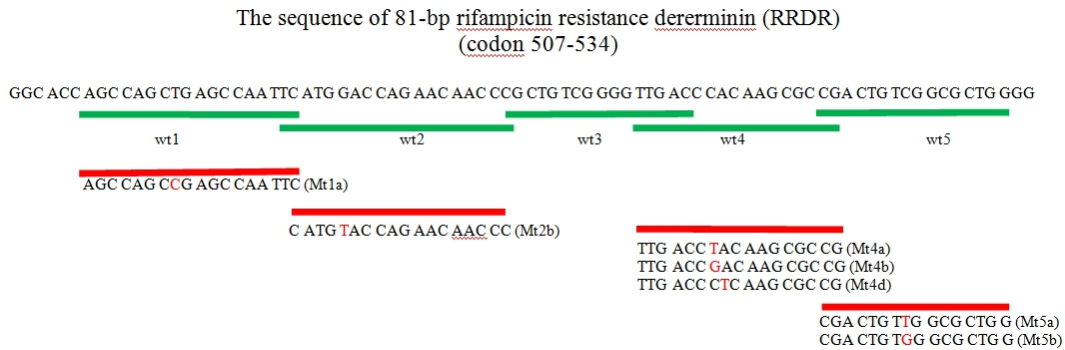 The sequence of 81-bp rifampicin resistance dererminin (RRDR)
(codon 507-534)
GGC ACC AGC CAG CTG AGC CAA TTC ATG GAC CAG AAC AAC CCG CTG TCG GGG TTG ACC CAC AAG CGC CGA CTG TCG GCG CTG GGG
wt1 wt2 wt3 wt4 wt5
AGC CAG CCG AGC CAA TTC (Mt1a)
C ATG TAC CAG AAC AAC CC (Mt2b)
TTG ACC TAC AAG CGC CG (Mt4a)
TTG ACC GAC AAG CGC CG (Mt4b)
TTG ACC CTC AAG CGC CG (Mt4d)
CGA CTG TTG GCG CTG G (Mt5a)
CGA CTG TGG GCG CTG G (Mt5b)